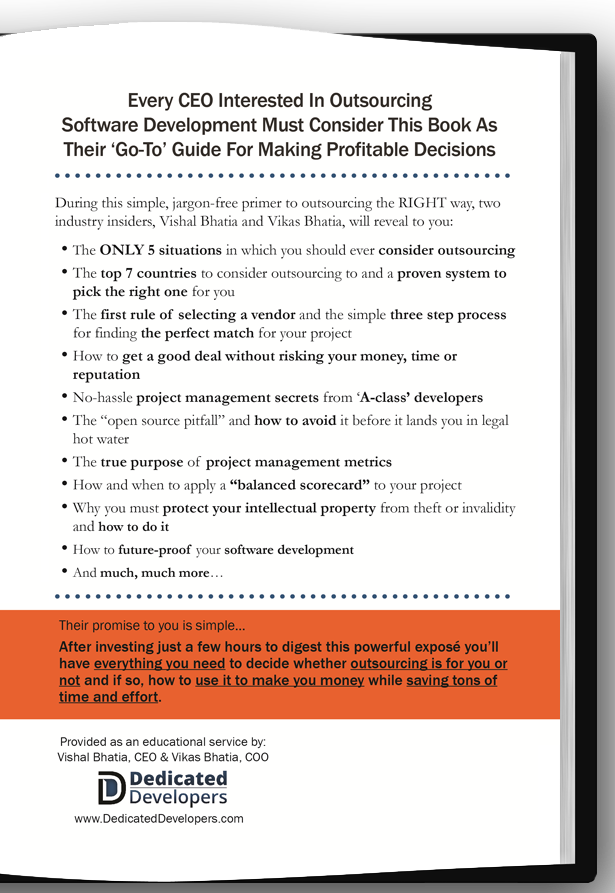 Every CEO Interested In Outsourcing
Software Development Must Consider This Book As
Their ‘Go-To’ Guide For Making Profitable Decisions
During this simple, jargon-free primer to outsourcing the RIGHT way, two
industry insiders, Vishal Bhatia and Vikas Bhatia, will reveal to you:
• The ONLY 5 situations in which you should ever consider outsourcing
• The top 7 countries to consider outsourcing to and a proven system to
pick the right one for you
• The first rule of selecting a vendor and the simple three step process
for finding the perfect match for your project
• How to get a good deal without risking your money, time or
reputation
• No-hassle project management secrets from ‘A-class’ developers
• The “open source pitfall” and how to avoid it before it lands you in legal
hot water
• The true purpose of project management metrics
• How and when to apply a “balanced scorecard” to your project
• Why you must protect your intellectual property from theft or invalidity
and how to do it
• How to future-proof your software development
• And much, much more…
Their promise to you is simple...
After investing just a few hours to digest this powerful exposé you’ll
have everything you need to decide whether outsourcing is for you or
not and if so, how to use it to make you money while saving tons of
time and effort.
Provided as an educational service by:
Vishal Bhatia, CEO & Vikas Bhatia, COO
Dedicated
Developers
www.DedicatedDevelopers.com